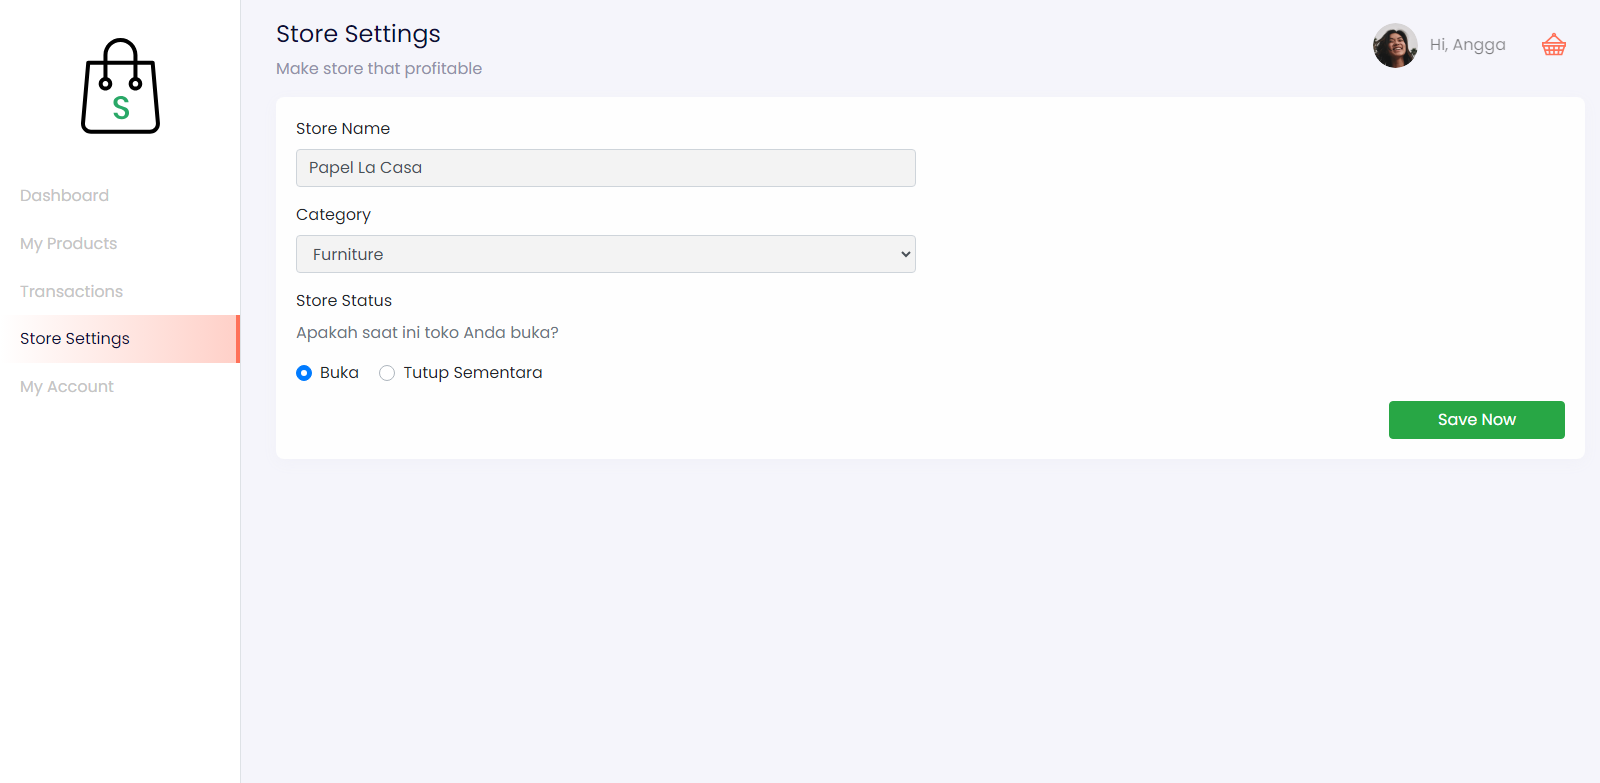 S
Dashboard
My Products
Transactions
Store Settings
My Account
Store Settings
Make store that profitable
Hi, Angga
Store Name
Papel La Casa
Category
Furniture
Store Status
Apakah saat ini toko Anda buka?
Buka Tutup Sementara
Save Now